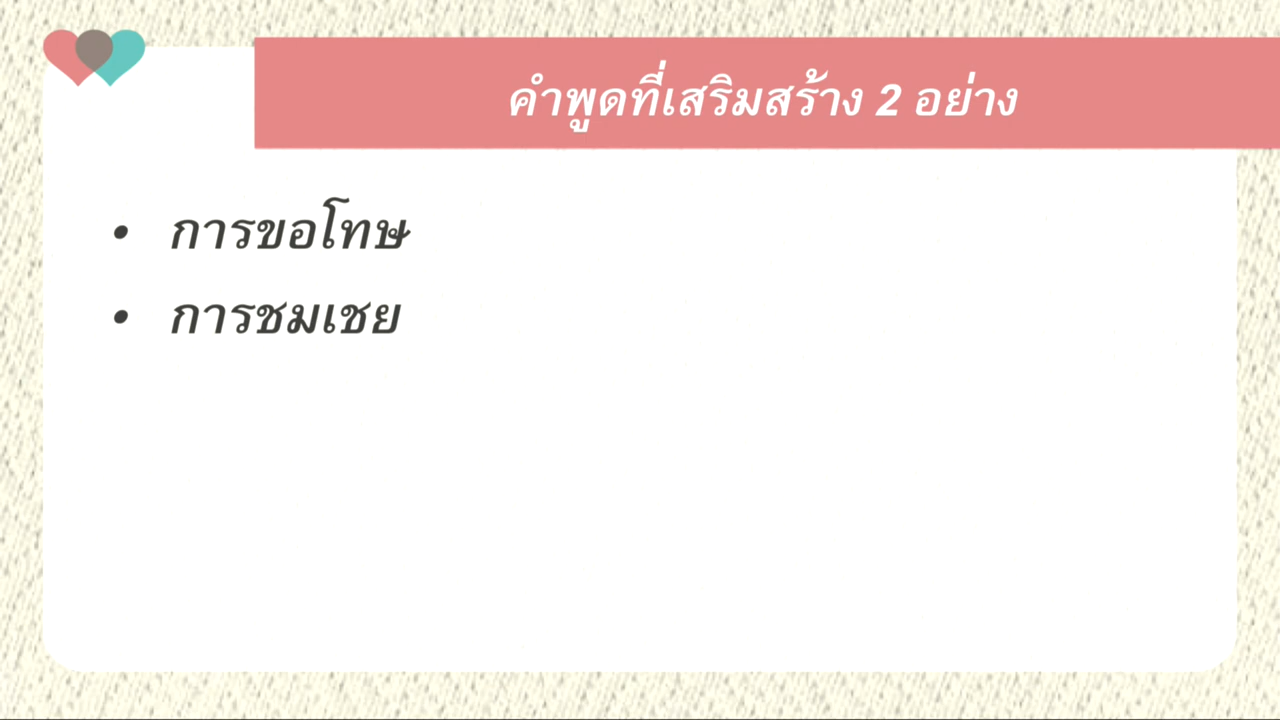 คำพูดที่เสริมสร้าง 2 อย่าง
• การขอโทษ
• การชมเชย